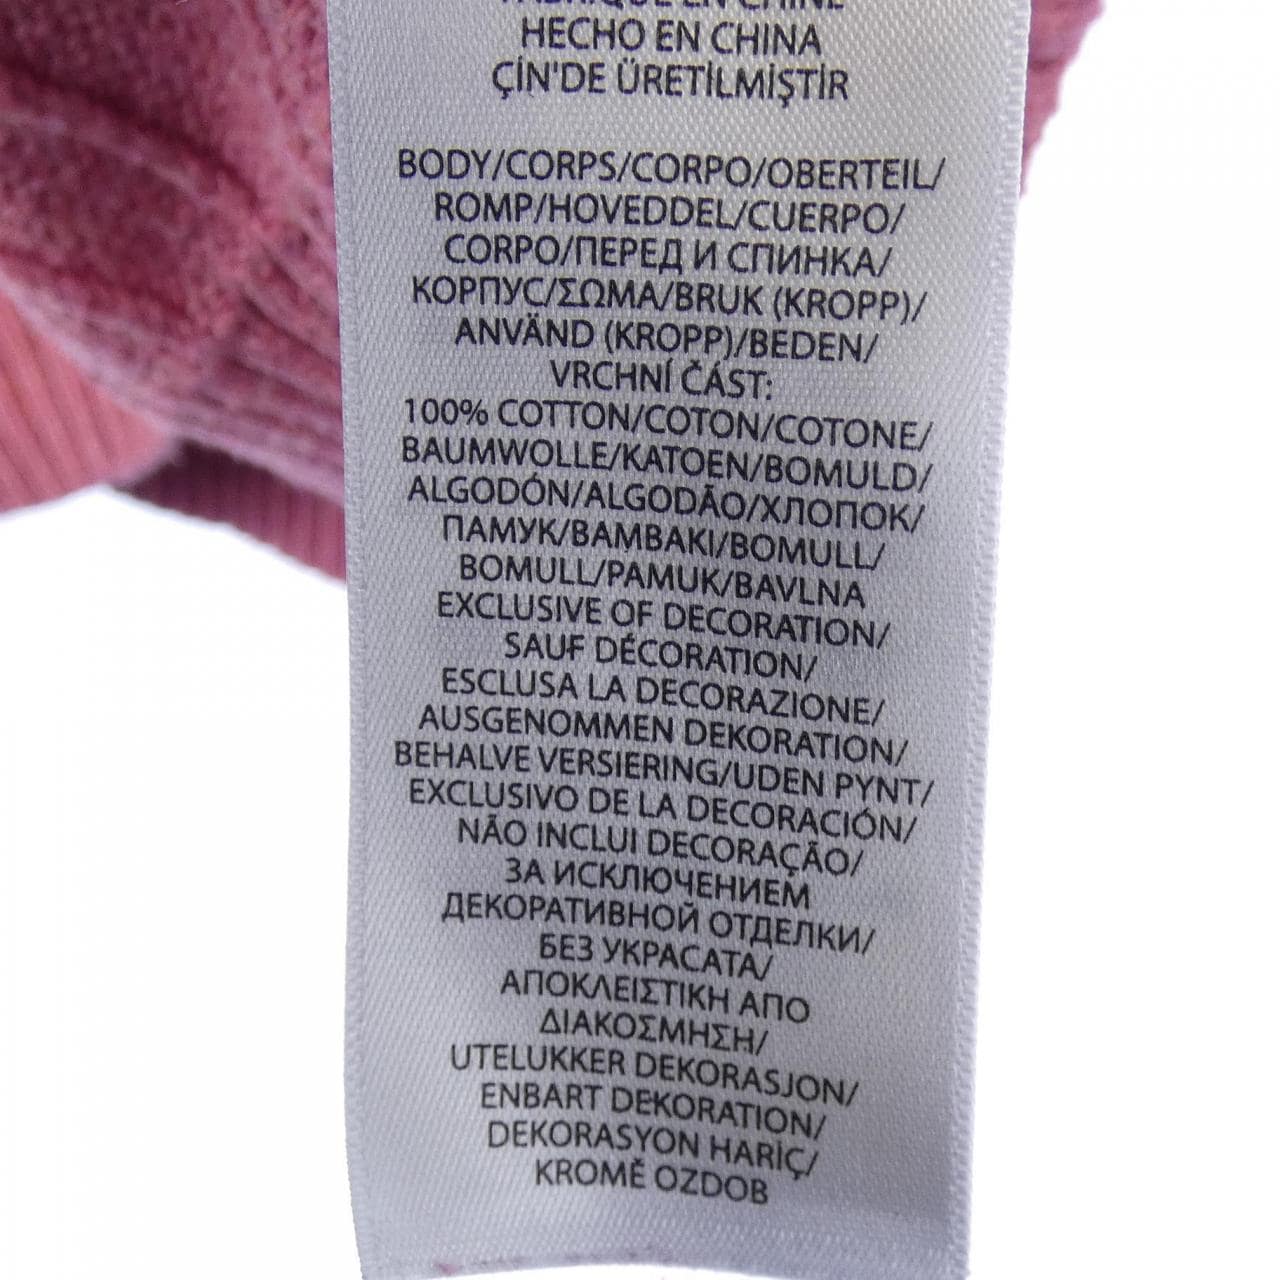 FABRIQUÉ EN CHINE
HECHO EN CHINA
ÇİN'DE ÜRETİLMİŞTİR
BODY/CORPS/CORPO/OBERTEIL/
ROMP/HOVEDDEL/CUERPO/
CORPO/ПЕРЕД И СПИНКА/
КОРПУС/ΣΩΜΑ/BRUK (KROPP)/
ANVÄND (KROPP)/BEDEN/
VRCHNÍ ČÁST:
100% COTTON/COTON/COTONE/
BAUMWOLLE/KATOEN/BOMULD/
ALGODÓN/ALGODÃO/ХЛОПОК/
ПАМУК/BAMBAKI/BOMULL/
BOMULL/PAMUK/BAVLNA
EXCLUSIVE OF DECORATION/
SAUF DÉCORATION/
ESCLUSA LA DECORAZIONE/
AUSGENOMMEN DEKORATION/
BEHALVE VERSIERING/UDEN PYNT/
EXCLUSIVO DE LA DECORACIÓN/
NÃO INCLUI DECORAÇÃO/
ЗА ИСКЛЮЧЕНИЕМ
ДЕКОРАТИВНОЙ ОТДЕЛКИ/
БЕЗ УКРАСАТА/
ΑΠΟΚΛΕΙΣΤΙΚΗ ΑΠΟ
ΔΙΑΚΟΣΜΗΣΗ/
UTELUKKER DEKORASJON/
ENBART DEKORATION/
DEKORASYON HARİÇ/
KROMĚ OZDOB